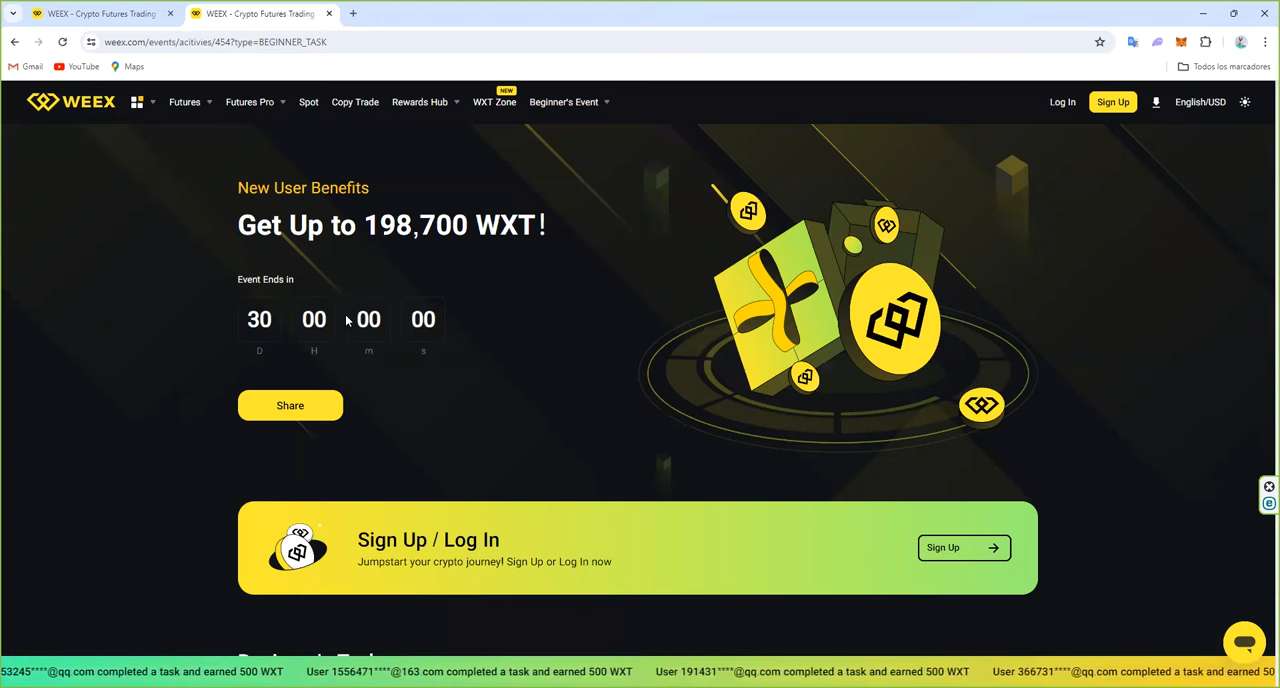 WEEX - Crypto Futures Trading
WEEX - Crypto Futures Trading
weex.com/events/acitivies/454?type=BEGINNER_TASK
Gmail YouTube Maps Todos los marcadores
WEEX Futures Futures Pro Spot Copy Trade Rewards Hub WXT Zone NEW Beginner's Event Log In Sign Up English/USD
New User Benefits
Get Up to 198,700 WXT!
Event Ends in
30 00 00 00
D H m s
Share
Sign Up / Log In
Jumpstart your crypto journey! Sign Up or Log In now
Sign Up
53245****@qq.com completed a task and earned 500 WXT User 1556471****@163.com completed a task and earned 500 WXT User 191431****@qq.com completed a task and earned 500 WXT User 366731****@qq.com completed a task and earned 50